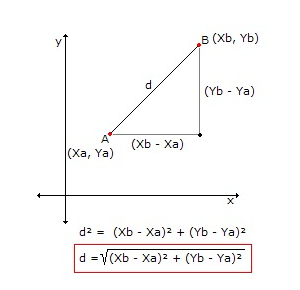 y
B (Xb, Yb)
d
(Yb - Ya)
A
(Xb - Xa)
(Xa, Ya)
x
d² = (Xb - Xa)² + (Yb - Ya)²
d =√(Xb - Xa)² + (Yb - Ya)²